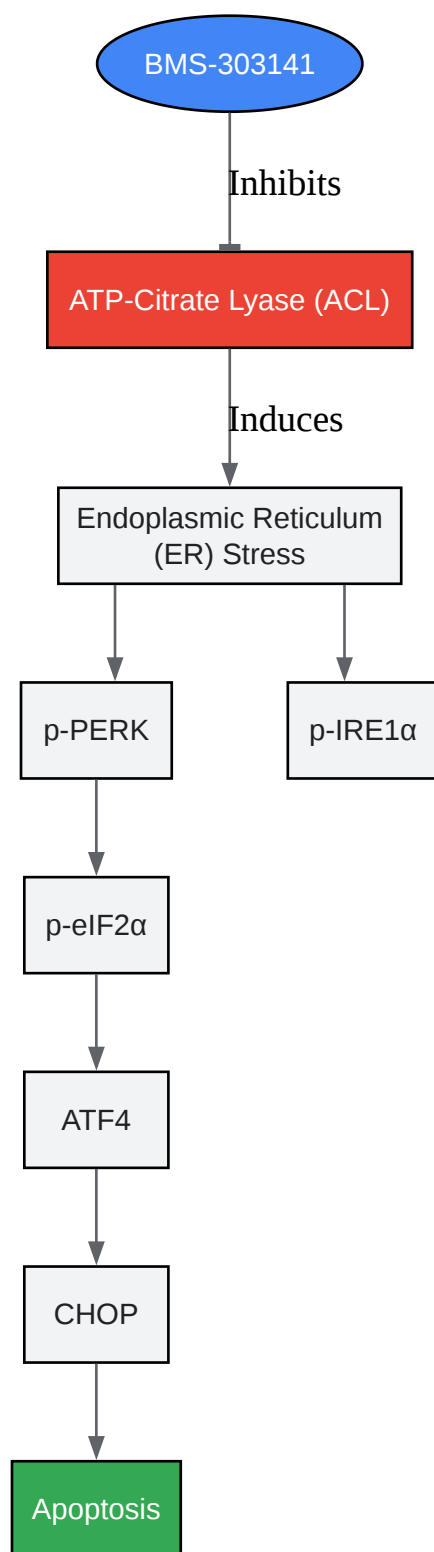 BMS-303141
Inhibits
ATP-Citrate Lyase (ACL)
Induces
Endoplasmic Reticulum
(ER) Stress
p-PERK
p-IRE1α
p-eIF2α
ATF4
CHOP
Apoptosis